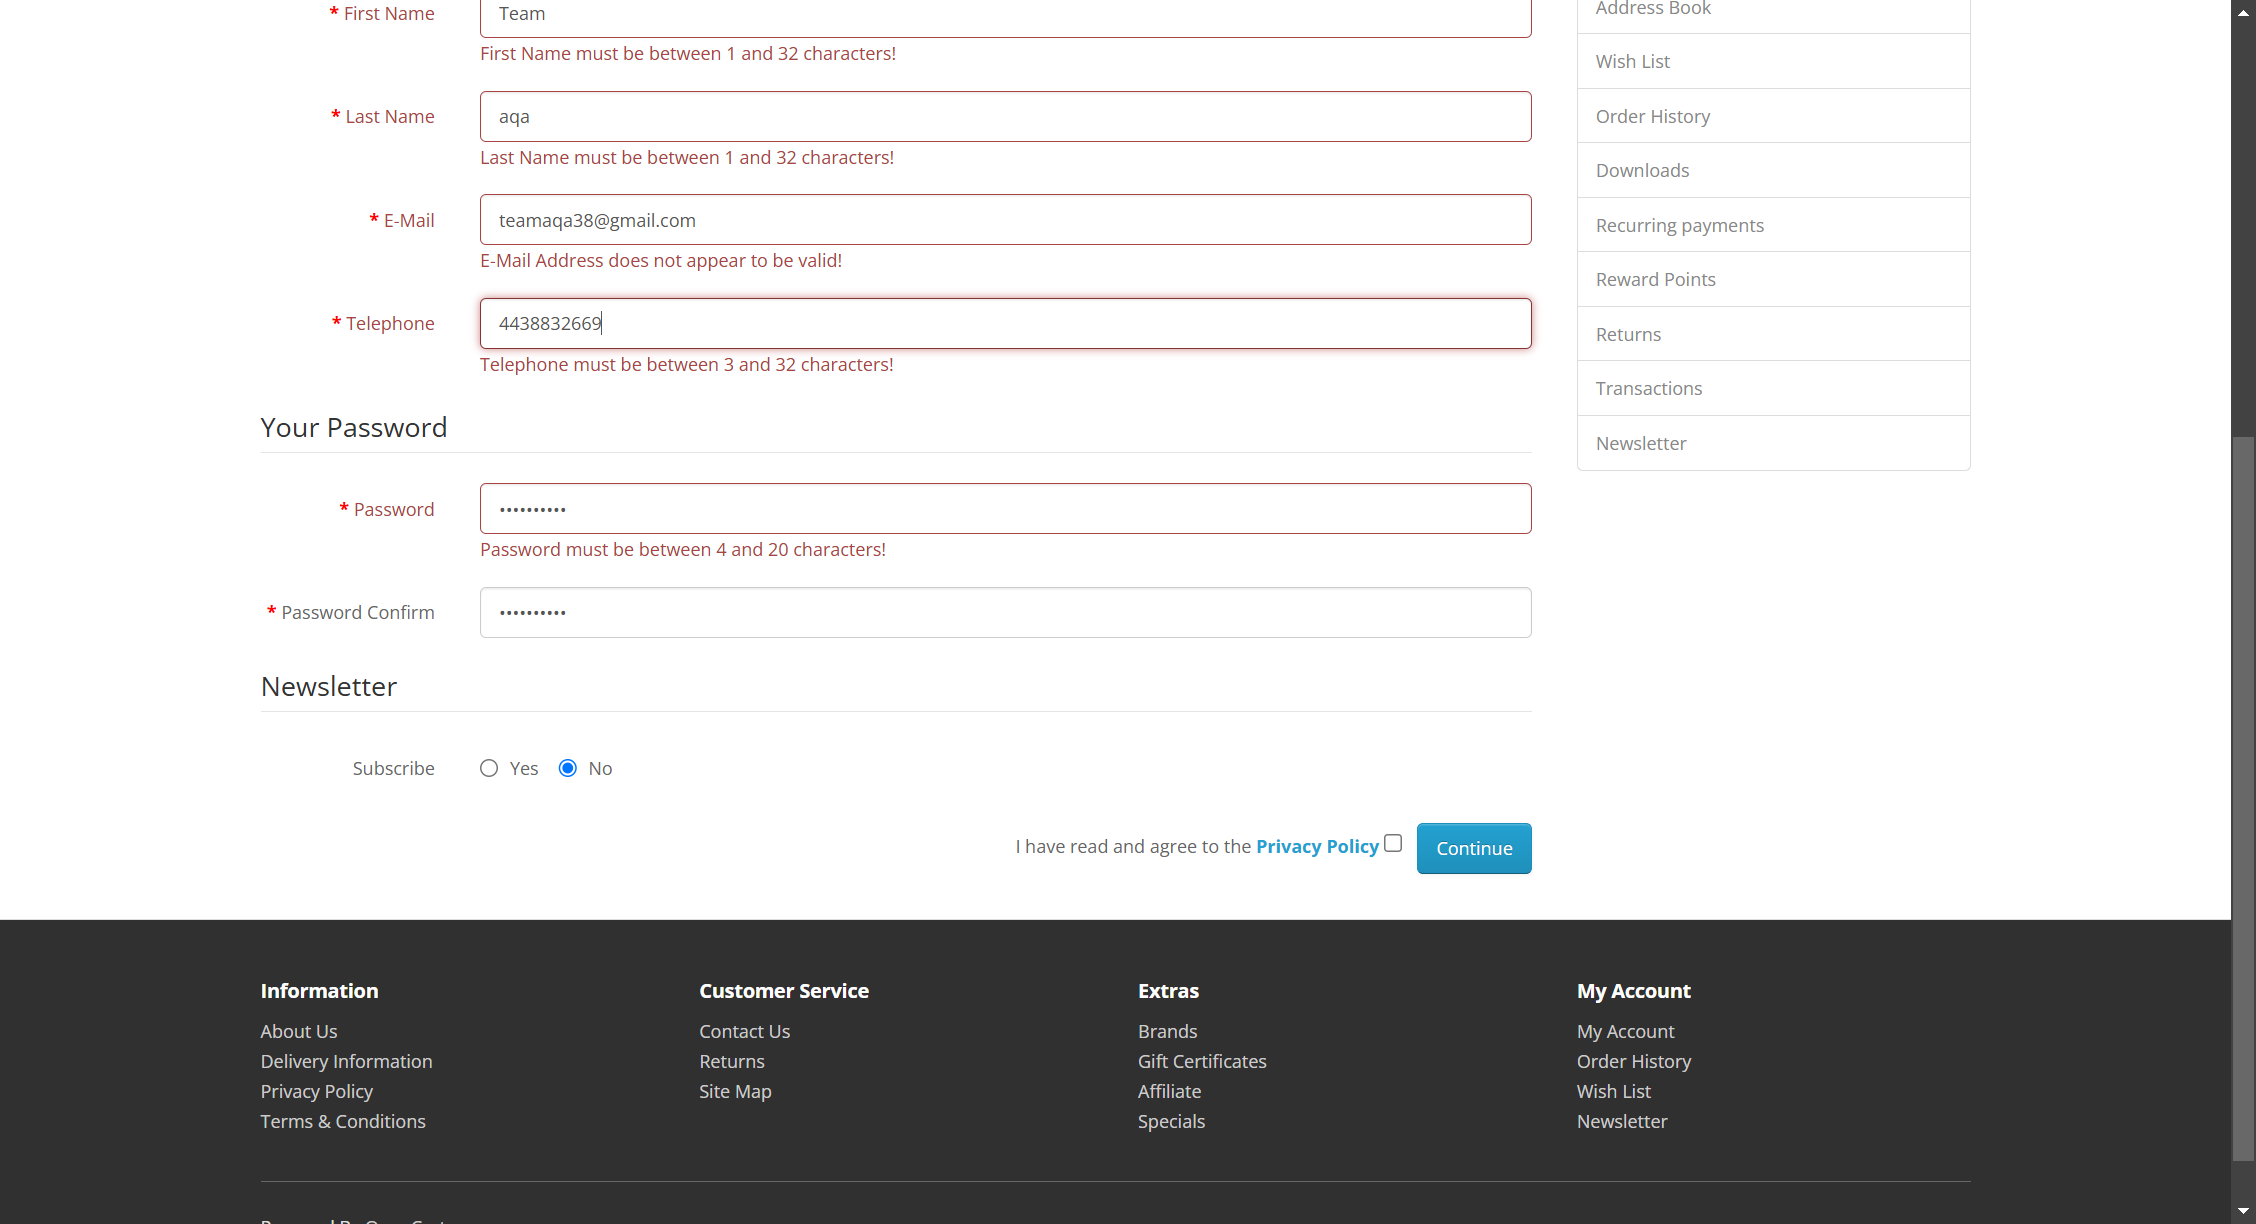 * First Name
Team
First Name must be between 1 and 32 characters!
* Last Name
aqa
Last Name must be between 1 and 32 characters!
* E-Mail
teamaqa38@gmail.com
E-Mail Address does not appear to be valid!
* Telephone
4438832669
Telephone must be between 3 and 32 characters!
Your Password
* Password
••••••••••
Password must be between 4 and 20 characters!
* Password Confirm
••••••••••
Newsletter
Subscribe
Yes
No
I have read and agree to the Privacy Policy
Continue
Address Book
Wish List
Order History
Downloads
Recurring payments
Reward Points
Returns
Transactions
Newsletter
Information
About Us
Delivery Information
Privacy Policy
Terms & Conditions
Customer Service
Contact Us
Returns
Site Map
Extras
Brands
Gift Certificates
Affiliate
Specials
My Account
My Account
Order History
Wish List
Newsletter